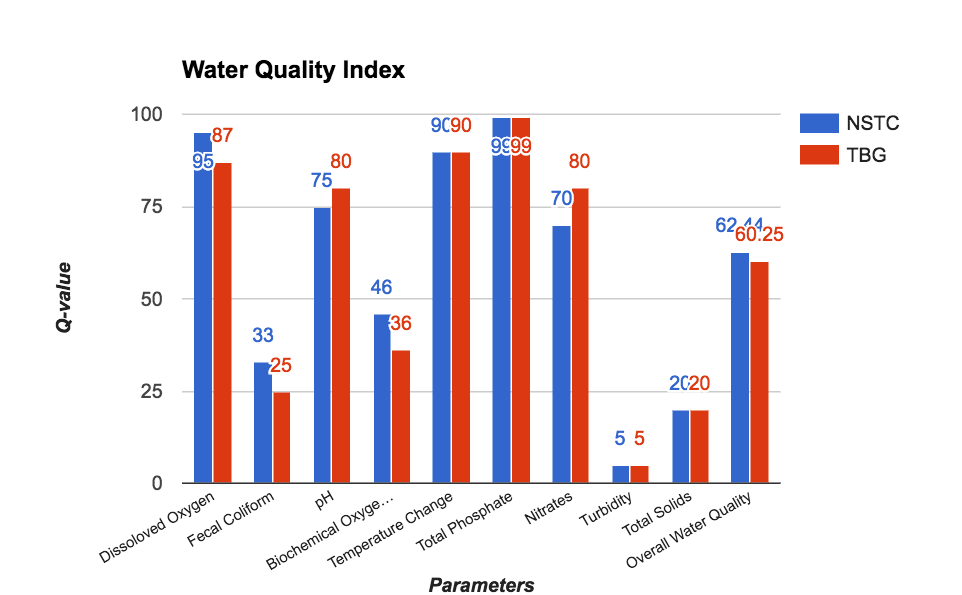 Water Quality Index
NSTC
TBG
100
75
50
25
0
Q-value
95
87
33
25
75
80
46
36
90
90
99
99
70
80
5
5
20
20
62.44
60.25
Dissoloved Oxygen
Fecal Coliform
pH
Biochemical Oxyge...
Temperature Change
Total Phosphate
Nitrates
Turbidity
Total Solids
Overall Water Quality
Parameters